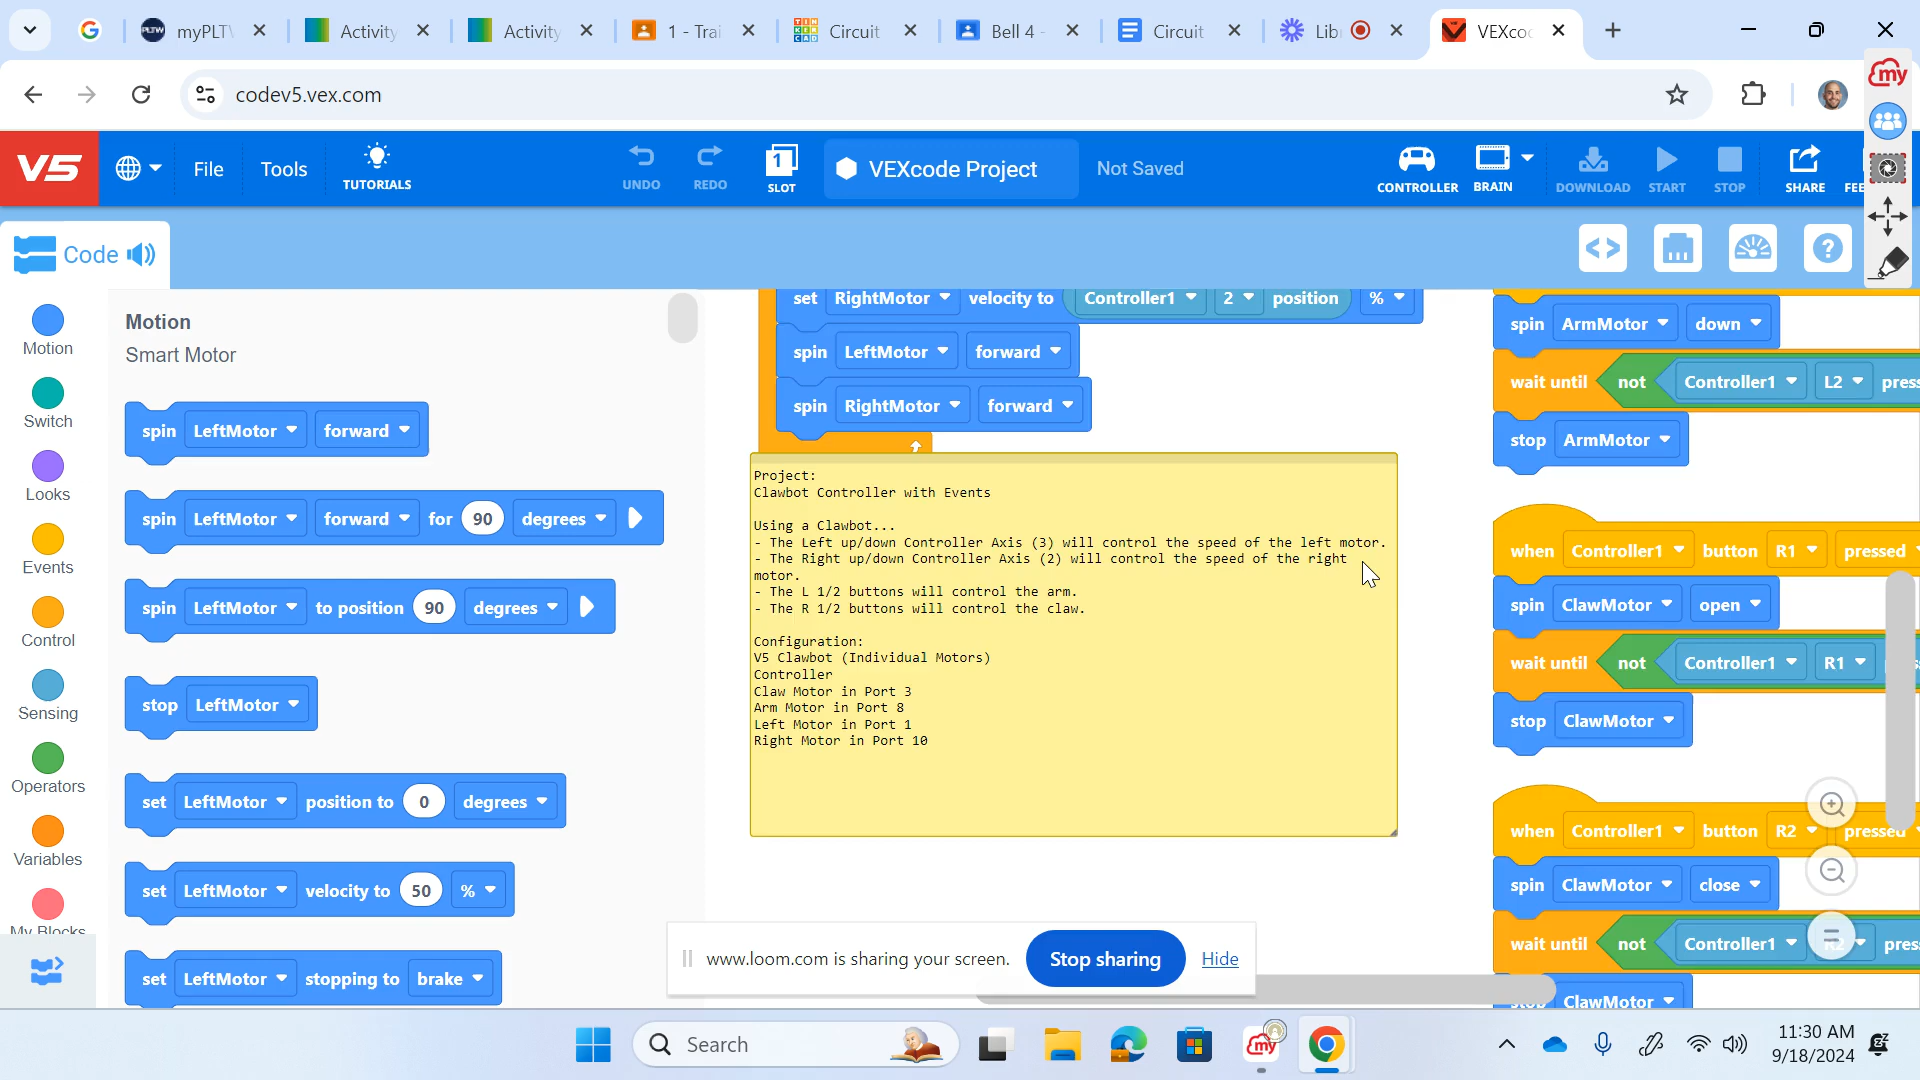 myPLTW
Activity
Activity
1 - Trai
Circuit
Bell 4 -
Circuit
Lib
VEXcod
codev5.vex.com
my
V5
File
Tools
TUTORIALS
UNDO
REDO
1
SLOT
VEXcode Project
Not Saved
CONTROLLER
BRAIN
DOWNLOAD
START
STOP
SHARE
FEE
Code
Motion
Switch
Looks
Events
Control
Sensing
Operators
Variables
My Blocks
Motion
Smart Motor
spin LeftMotor forward
spin LeftMotor forward for 90 degrees
spin LeftMotor to position 90 degrees
stop LeftMotor
set LeftMotor position to 0 degrees
set LeftMotor velocity to 50 %
set LeftMotor stopping to brake
set RightMotor velocity to Controller1 2 position %
spin LeftMotor forward
spin RightMotor forward
Project:
Clawbot Controller with Events
Using a Clawbot...
- The Left up/down Controller Axis (3) will control the speed of the left motor.
- The Right up/down Controller Axis (2) will control the speed of the right
motor.
- The L 1/2 buttons will control the arm.
- The R 1/2 buttons will control the claw.
Configuration:
V5 Clawbot (Individual Motors)
Controller
Claw Motor in Port 3
Arm Motor in Port 8
Left Motor in Port 1
Right Motor in Port 10
spin ArmMotor down
wait until not Controller1 L2 press
stop ArmMotor
when Controller1 button R1 pressed
spin ClawMotor open
wait until not Controller1 R1
stop ClawMotor
when Controller1 button R2 pressed
spin ClawMotor close
wait until not Controller1 R2 press
stop ClawMotor
www.loom.com is sharing your screen.
Stop sharing
Hide
Search
my
11:30 AM
9/18/2024